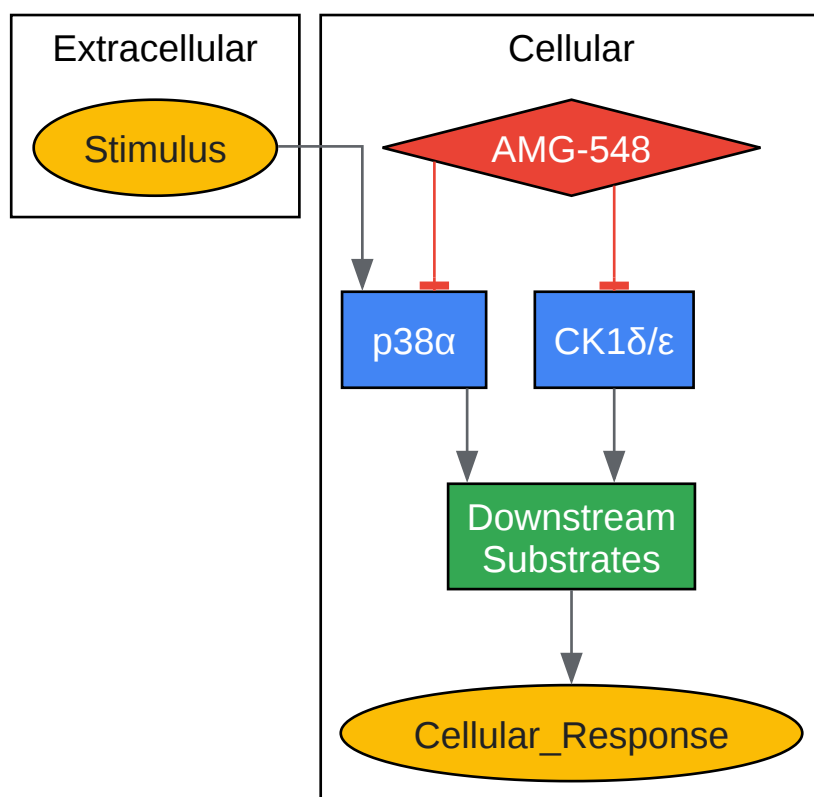 Extracellular
Cellular
Stimulus
AMG-548
p38α
CK1δ/ε
Downstream
Substrates
Cellular_Response